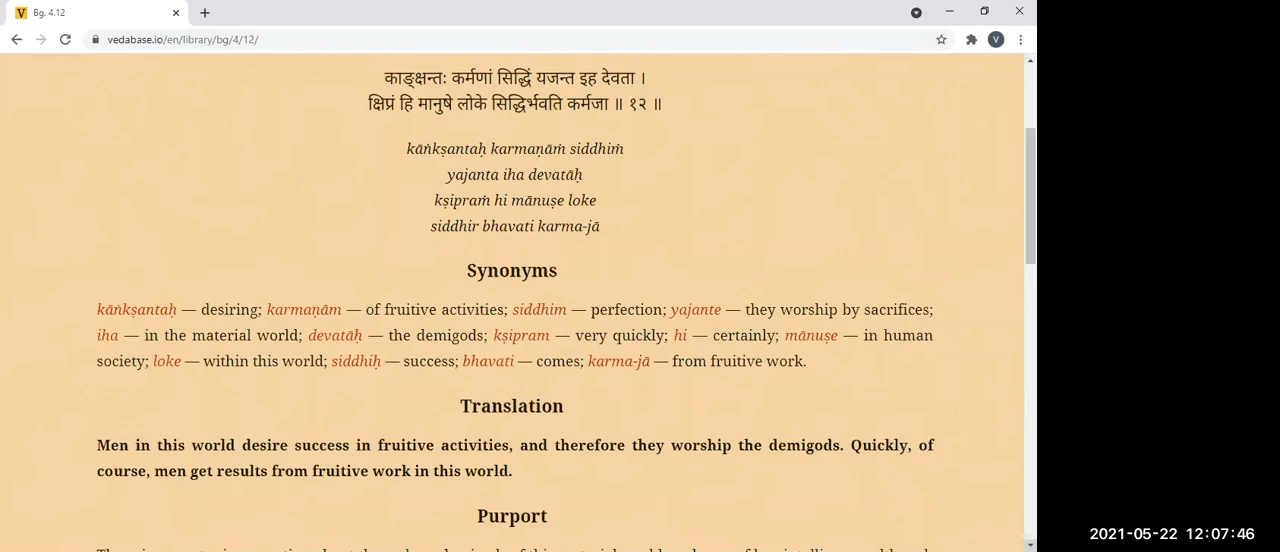 Bg. 4.12
vedabase.io/en/library/bg/4/12/
काङ्क्षन्तः कर्मणां सिद्धिं यजन्त इह देवता ।
क्षिप्रं हि मानुषे लोके सिद्धिर्भवति कर्मजा ॥ १२ ॥
kāṅkṣantaḥ karmaṇāṁ siddhiṁ
yajanta iha devatāḥ
kṣipraṁ hi mānuṣe loke
siddhir bhavati karma-jā
Synonyms
kāṅkṣantaḥ — desiring; karmaṇām — of fruitive activities; siddhim — perfection; yajante — they worship by sacrifices;
iha — in the material world; devatāḥ — the demigods; kṣipram — very quickly; hi — certainly; mānuṣe — in human
society; loke — within this world; siddhiḥ — success; bhavati — comes; karma-jā — from fruitive work.
Translation
Men in this world desire success in fruitive activities, and therefore they worship the demigods. Quickly, of
course, men get results from fruitive work in this world.
Purport
2021-05-22 12:07:46